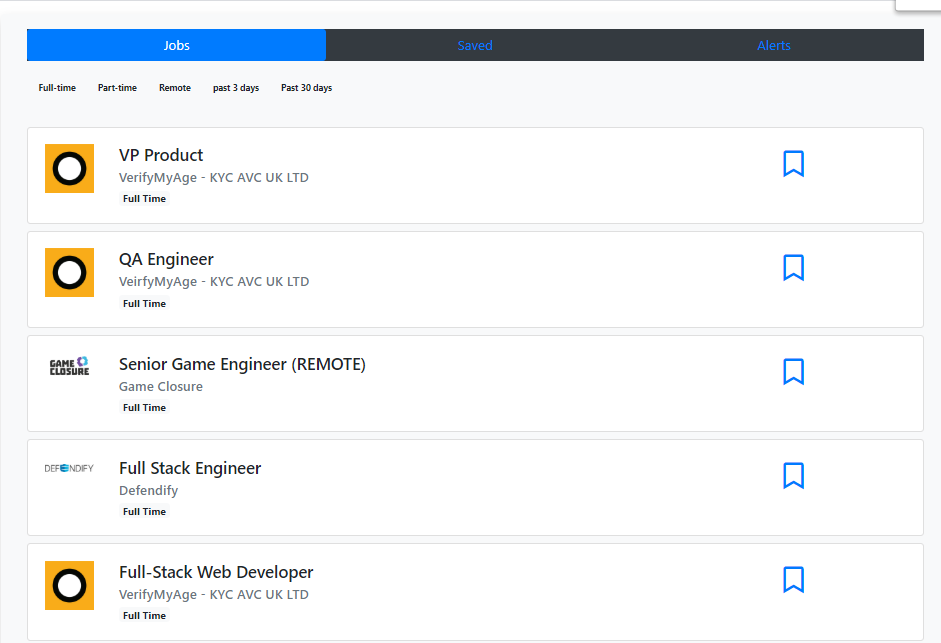 Jobs Saved Alerts
Full-time Part-time Remote past 3 days Past 30 days
VP Product
VerifyMyAge - KYC AVC UK LTD
Full Time
QA Engineer
VeirfyMyAge - KYC AVC UK LTD
Full Time
GAME
CLOSURE
Senior Game Engineer (REMOTE)
Game Closure
Full Time
DEFENDIFY
Full Stack Engineer
Defendify
Full Time
Full-Stack Web Developer
VerifyMyAge - KYC AVC UK LTD
Full Time